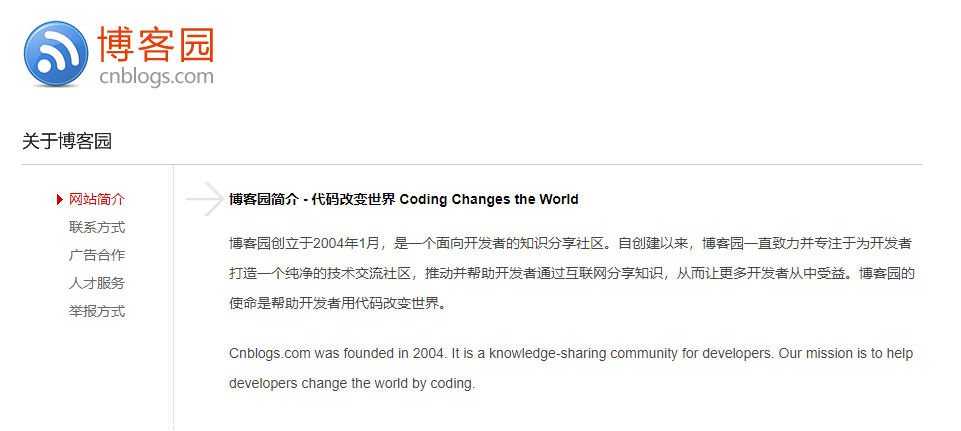 博客园
cnblogs.com
关于博客园
网站简介
联系方式
广告合作
人才服务
举报方式
博客园简介 - 代码改变世界 Coding Changes the World
博客园创立于2004年1月，是一个面向开发者的知识分享社区。自创建以来，博客园一直致力并专注于为开发者
打造一个纯净的技术交流社区，推动并帮助开发者通过互联网分享知识，从而让更多开发者从中受益。博客园的
使命是帮助开发者用代码改变世界。
Cnblogs.com was founded in 2004. It is a knowledge-sharing community for developers. Our mission is to help
developers change the world by coding.